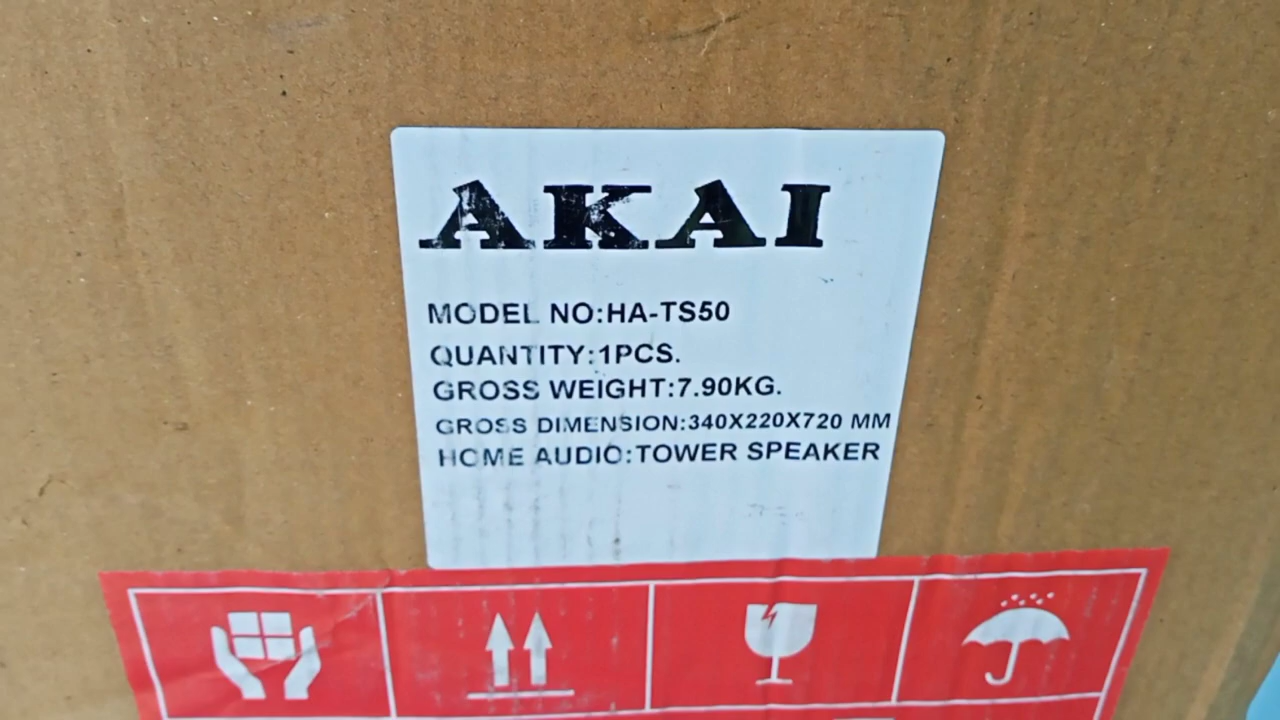 AKAI
MODEL NO:HA-TS50
QUANTITY:1PCS.
GROSS WEIGHT:7.90KG.
GROSS DIMENSION:340X220X720 MM
HOME AUDIO:TOWER SPEAKER